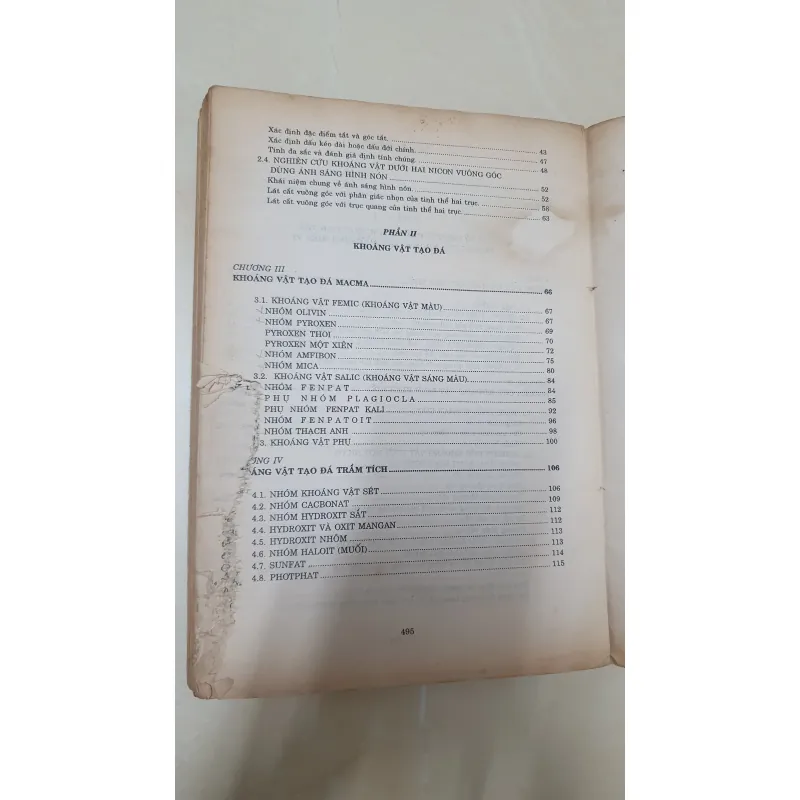 Xác định đặc điểm tắt và góc tắt. 43
Xác định dấu kéo dài hoặc dấu đới chính. 47
Tính đa sắc và đánh giá định tính chúng. 48
2.4. NGHIÊN CỨU KHOÁNG VẬT DƯỚI HAI NICON VUÔNG GÓC
DÙNG ÁNH SÁNG HÌNH NÓN 52
Khái niệm chung về ánh sáng hình nón. 52
Lát cắt vuông góc với phân giác nhọn của tinh thể hai trục. 58
Lát cắt vuông góc với trục quang của tinh thể hai trục. 63
PHẦN II
KHOÁNG VẬT TẠO ĐÁ
CHƯƠNG III
KHOÁNG VẬT TẠO ĐÁ MACMA 66
3.1. KHOÁNG VẬT FEMIC (KHOÁNG VẬT MÀU) 67
NHÓM OLIVIN 67
NHÓM PYROXEN 69
PYROXEN THOI 70
PYROXEN MỘT XIÊN 72
NHÓM AMFIBON 75
NHÓM MICA 80
3.2. KHOÁNG VẬT SALIC (KHOÁNG VẬT SÁNG MÀU) 84
NHÓM FENPAT 84
PHỤ NHÓM PLAGIOCLA 85
PHỤ NHÓM FENPAT KALI 92
NHÓM FENPATOIT 96
NHÓM THẠCH ANH 98
3. KHOÁNG VẬT PHỤ 100
ƠNG IV
ÁNG VẬT TẠO ĐÁ TRẦM TÍCH 106
4.1. NHÓM KHOÁNG VẬT SÉT 106
4.2. NHÓM CACBONAT 109
4.3. NHÓM HYDROXIT SẮT 112
4.4. HYDROXIT VÀ OXIT MANGAN 112
4.5. HYDROXIT NHÔM 113
4.6. NHÓM HALOIT (MUỐI) 113
4.7. SUNFAT 114
4.8. PHOTPHAT 115
495